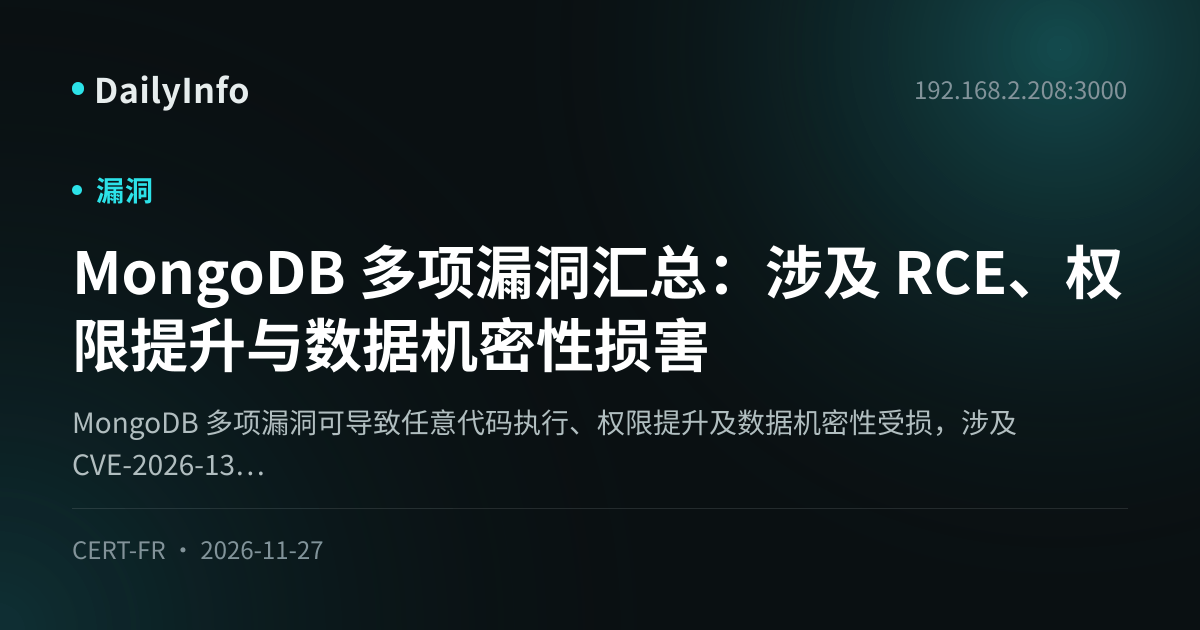 DailyInfo
192.168.2.208:3000
漏洞
MongoDB 多项漏洞汇总：涉及 RCE、权
限提升与数据机密性损害
MongoDB 多项漏洞可导致任意代码执行、权限提升及数据机密性受损，涉及
CVE-2026-13…
CERT-FR • 2026-11-27